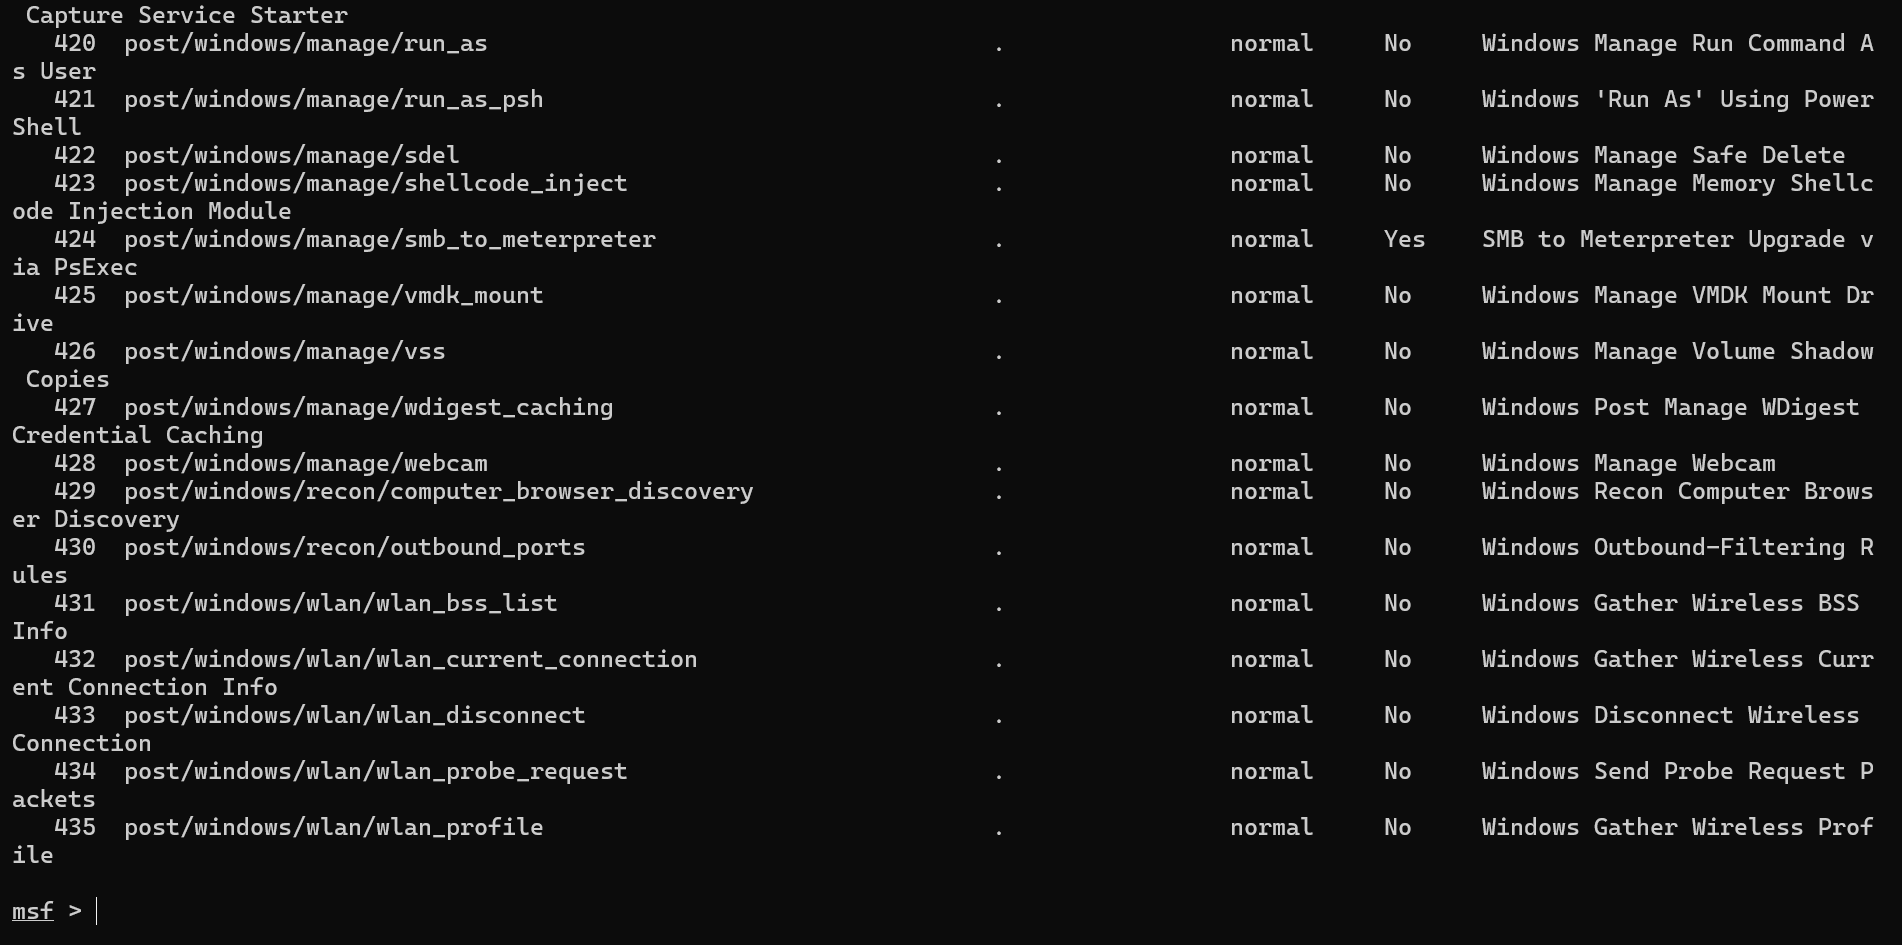 Capture Service Starter
   420  post/windows/manage/run_as                                    .                normal     No     Windows Manage Run Command A
s User
   421  post/windows/manage/run_as_psh                                .                normal     No     Windows 'Run As' Using Power
Shell
   422  post/windows/manage/sdel                                      .                normal     No     Windows Manage Safe Delete
   423  post/windows/manage/shellcode_inject                          .                normal     No     Windows Manage Memory Shellc
ode Injection Module
   424  post/windows/manage/smb_to_meterpreter                        .                normal     Yes    SMB to Meterpreter Upgrade v
ia PsExec
   425  post/windows/manage/vmdk_mount                                .                normal     No     Windows Manage VMDK Mount Dr
ive
   426  post/windows/manage/vss                                       .                normal     No     Windows Manage Volume Shadow
 Copies
   427  post/windows/manage/wdigest_caching                           .                normal     No     Windows Post Manage WDigest
Credential Caching
   428  post/windows/manage/webcam                                    .                normal     No     Windows Manage Webcam
   429  post/windows/recon/computer_browser_discovery                 .                normal     No     Windows Recon Computer Brows
er Discovery
   430  post/windows/recon/outbound_ports                             .                normal     No     Windows Outbound-Filtering R
ules
   431  post/windows/wlan/wlan_bss_list                               .                normal     No     Windows Gather Wireless BSS
Info
   432  post/windows/wlan/wlan_current_connection                     .                normal     No     Windows Gather Wireless Curr
ent Connection Info
   433  post/windows/wlan/wlan_disconnect                             .                normal     No     Windows Disconnect Wireless
Connection
   434  post/windows/wlan/wlan_probe_request                          .                normal     No     Windows Send Probe Request P
ackets
   435  post/windows/wlan/wlan_profile                                .                normal     No     Windows Gather Wireless Prof
ile
msf >